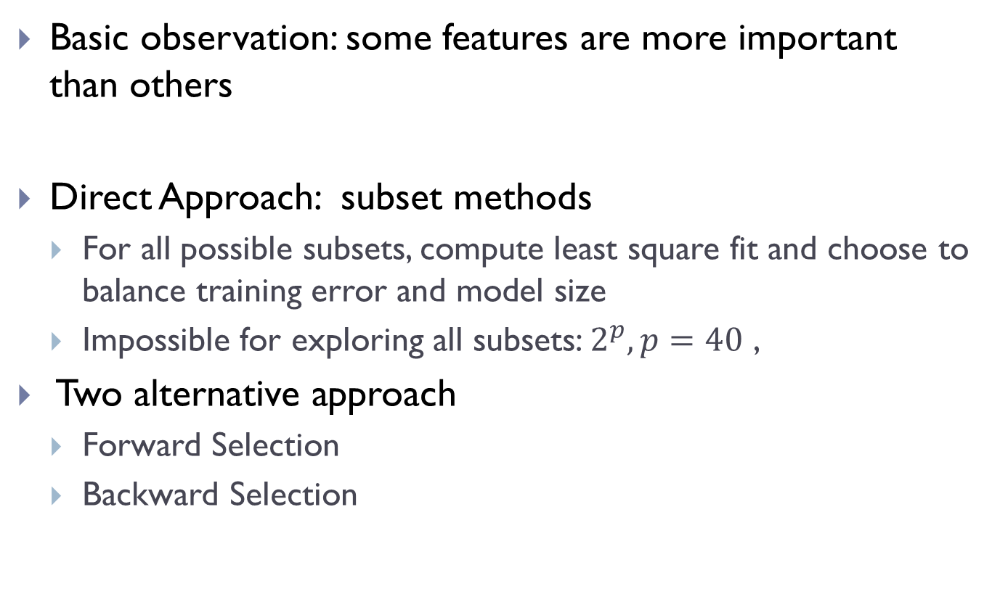 Basic observation: some features are more important
than others
Direct Approach:  subset methods
For all possible subsets, compute least square fit and choose to
balance training error and model size
Impossible for exploring all subsets: 2^p, p = 40 ,
Two alternative approach
Forward Selection
Backward Selection